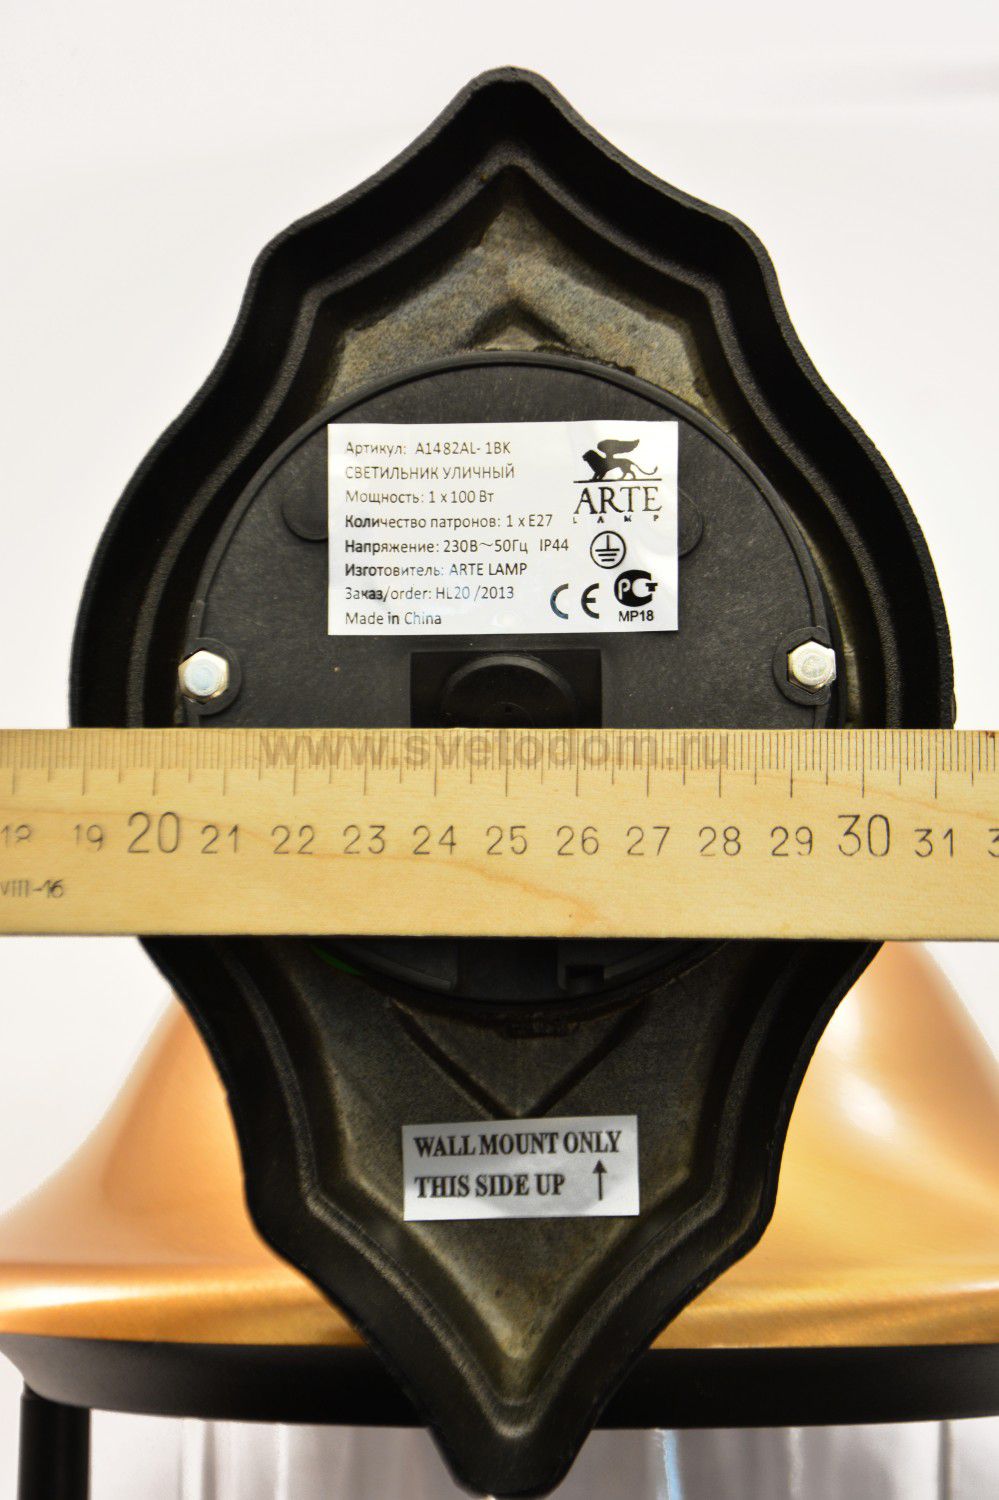 Артикул: A1482AL- 1BK
СВЕТИЛЬНИК УЛИЧНЫЙ
Мощность: 1 x 100 Вт
Количество патронов: 1 x E27
Напряжение: 230В~50Гц IP44
Изготовитель: ARTE LAMP
Заказ/order: HL20 /2013
Made in China
ARTE
LAMP
CE
РСТ
МР18
www.svetodom.ru
18 19 20 21 22 23 24 25 26 27 28 29 30 31
VIII-16
WALL MOUNT ONLY
THIS SIDE UP ↑